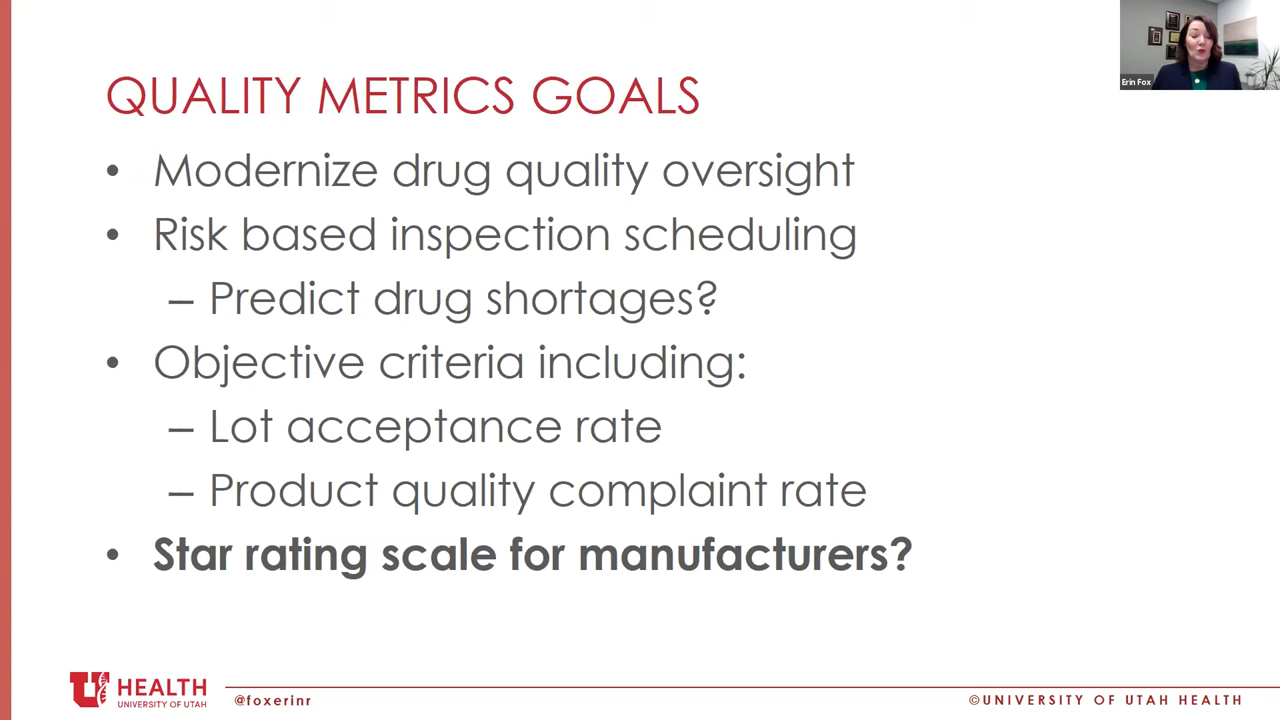 QUALITY METRICS GOALS
Erin Fox
• Modernize drug quality oversight
• Risk based inspection scheduling
– Predict drug shortages?
• Objective criteria including:
– Lot acceptance rate
– Product quality complaint rate
• Star rating scale for manufacturers?
U HEALTH
UNIVERSITY OF UTAH
@foxerinr
©UNIVERSITY OF UTAH HEALTH